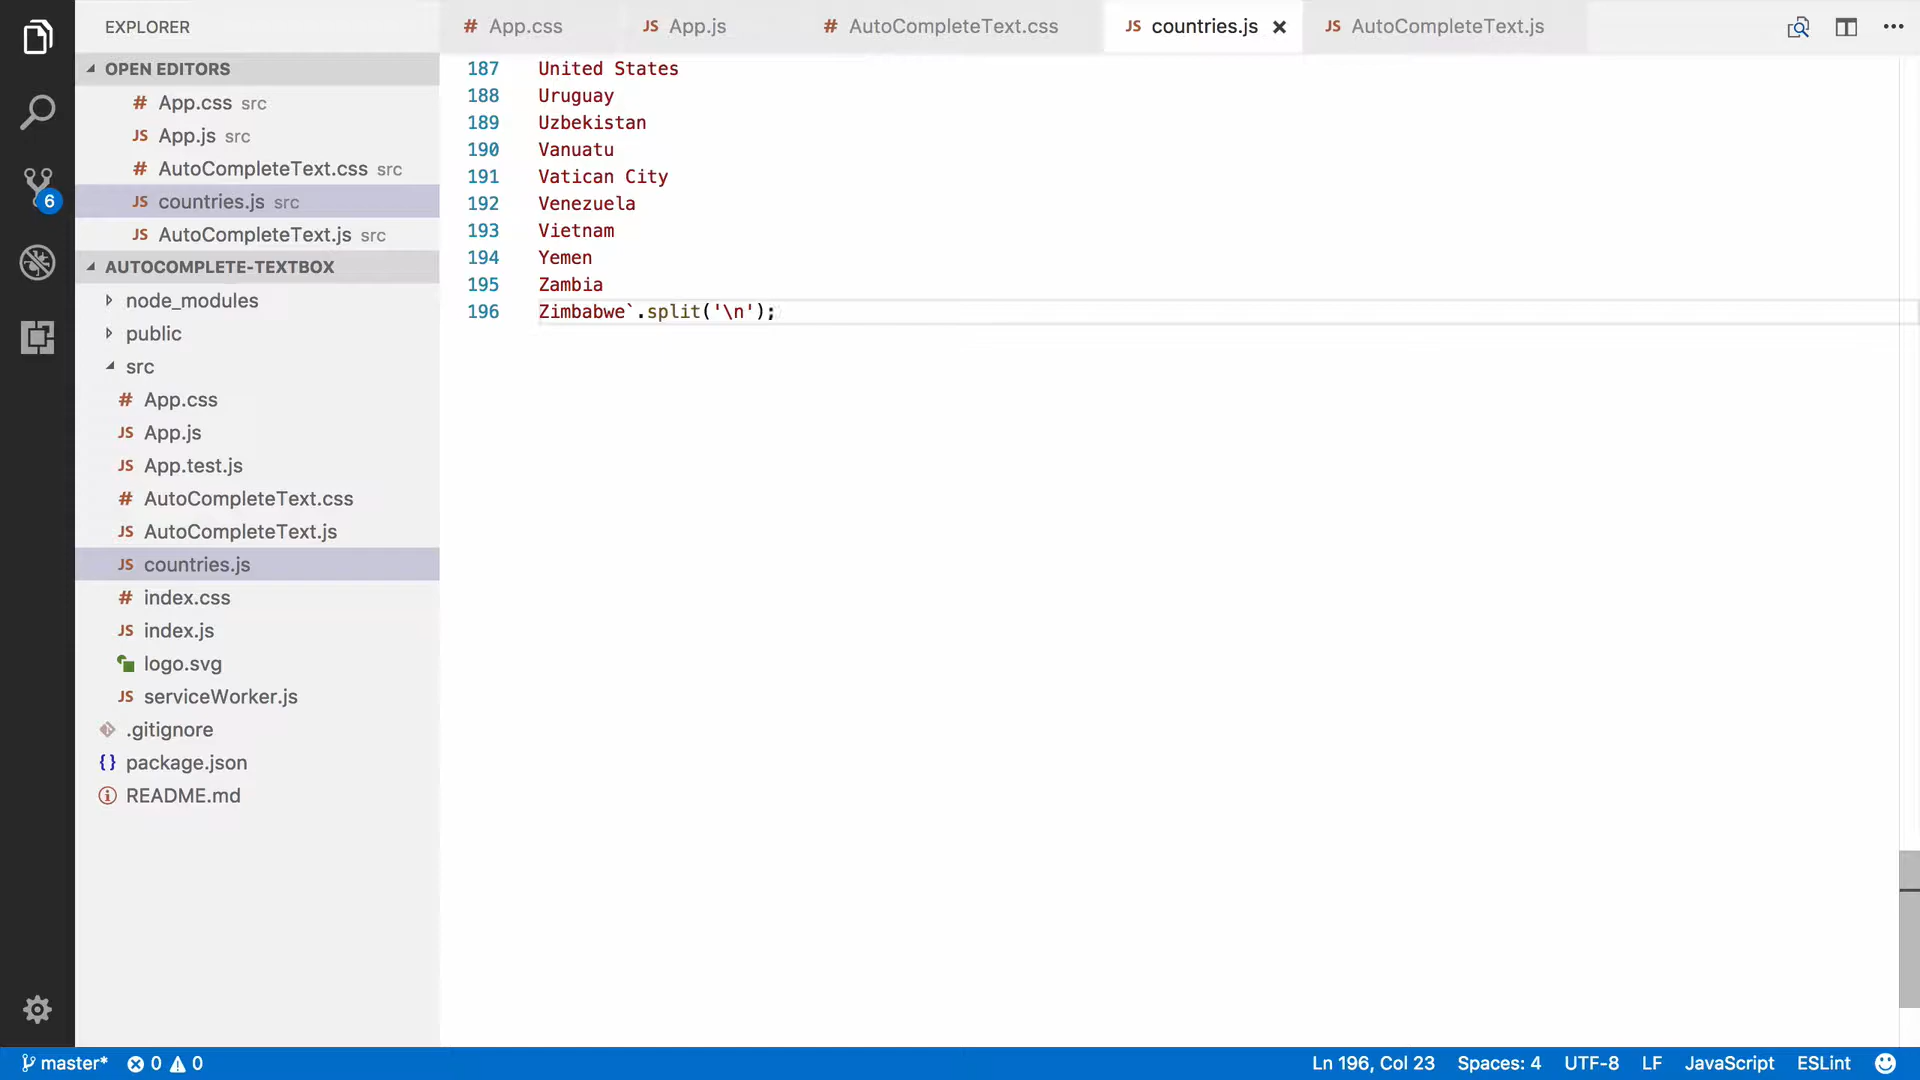 EXPLORER
OPEN EDITORS
# App.css src
JS App.js src
# AutoCompleteText.css src
JS countries.js src
JS AutoCompleteText.js src
AUTOCOMPLETE-TEXTBOX
node_modules
public
src
# App.css
JS App.js
JS App.test.js
# AutoCompleteText.css
JS AutoCompleteText.js
JS countries.js
# index.css
JS index.js
logo.svg
JS serviceWorker.js
.gitignore
{} package.json
README.md
6
# App.css JS App.js # AutoCompleteText.css JS countries.js × JS AutoCompleteText.js ...
187 United States
188 Uruguay
189 Uzbekistan
190 Vanuatu
191 Vatican City
192 Venezuela
193 Vietnam
194 Yemen
195 Zambia
196 Zimbabwe`.split('\n');
master* 0 0 Ln 196, Col 23 Spaces: 4 UTF-8 LF JavaScript ESLint